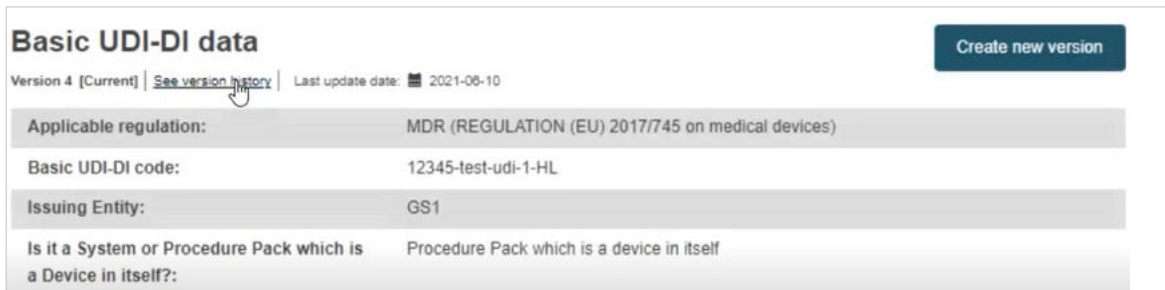 Basic UDI-DI data
Create new version
Version 4 [Current] | See version history | Last update date: 2021-06-10
Applicable regulation: MDR (REGULATION (EU) 2017/745 on medical devices)
Basic UDI-DI code: 12345-test-udi-1-HL
Issuing Entity: GS1
Is it a System or Procedure Pack which is Procedure Pack which is a device in itself
a Device in itself?: